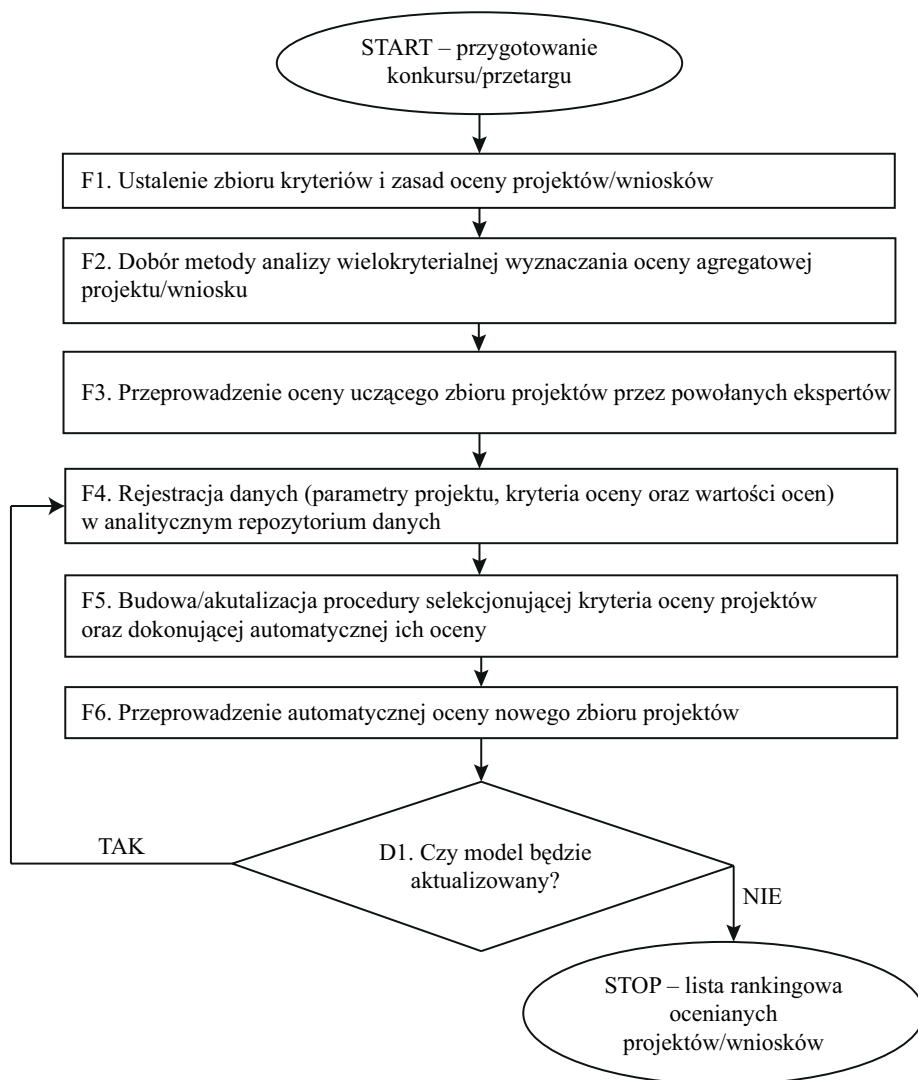 START – przygotowanie
konkursu/przetargu
F1. Ustalenie zbioru kryteriów i zasad oceny projektów/wniosków
F2. Dobór metody analizy wielokryterialnej wyznaczania oceny agregatowej
projektu/wniosku
F3. Przeprowadzenie oceny uczącego zbioru projektów przez powołanych ekspertów
F4. Rejestracja danych (parametry projektu, kryteria oceny oraz wartości ocen)
w analitycznym repozytorium danych
F5. Budowa/akutalizacja procedury selekcjonującej kryteria oceny projektów
oraz dokonującej automatycznej ich oceny
F6. Przeprowadzenie automatycznej oceny nowego zbioru projektów
TAK
D1. Czy model będzie
aktualizowany?
NIE
STOP – lista rankingowa
ocenianych
projektów/wniosków